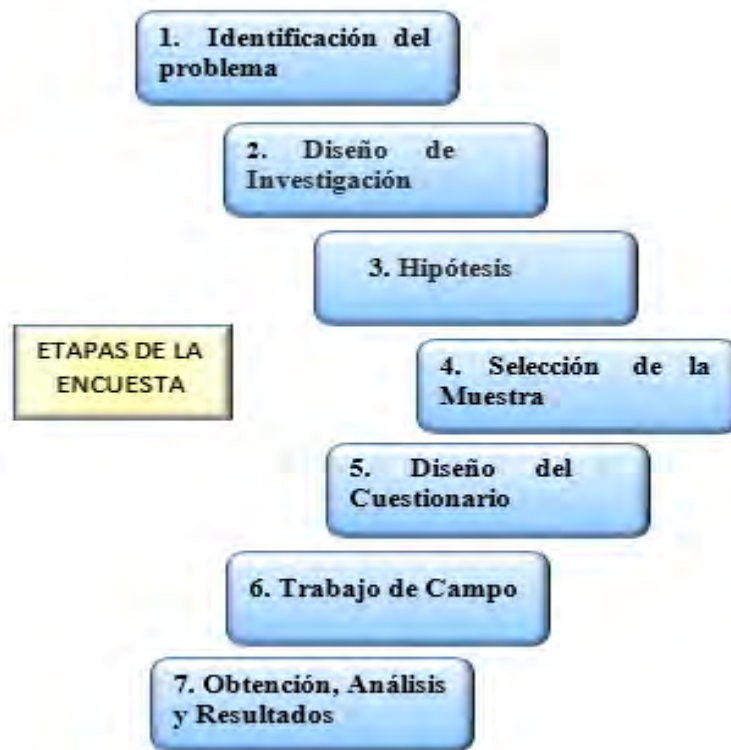 1. Identificación del
problema
2. Diseño de
Investigación
3. Hipótesis
ETAPAS DE LA
ENCUESTA
4. Selección de la
Muestra
5. Diseño del
Cuestionario
6. Trabajo de Campo
7. Obtención, Análisis
y Resultados